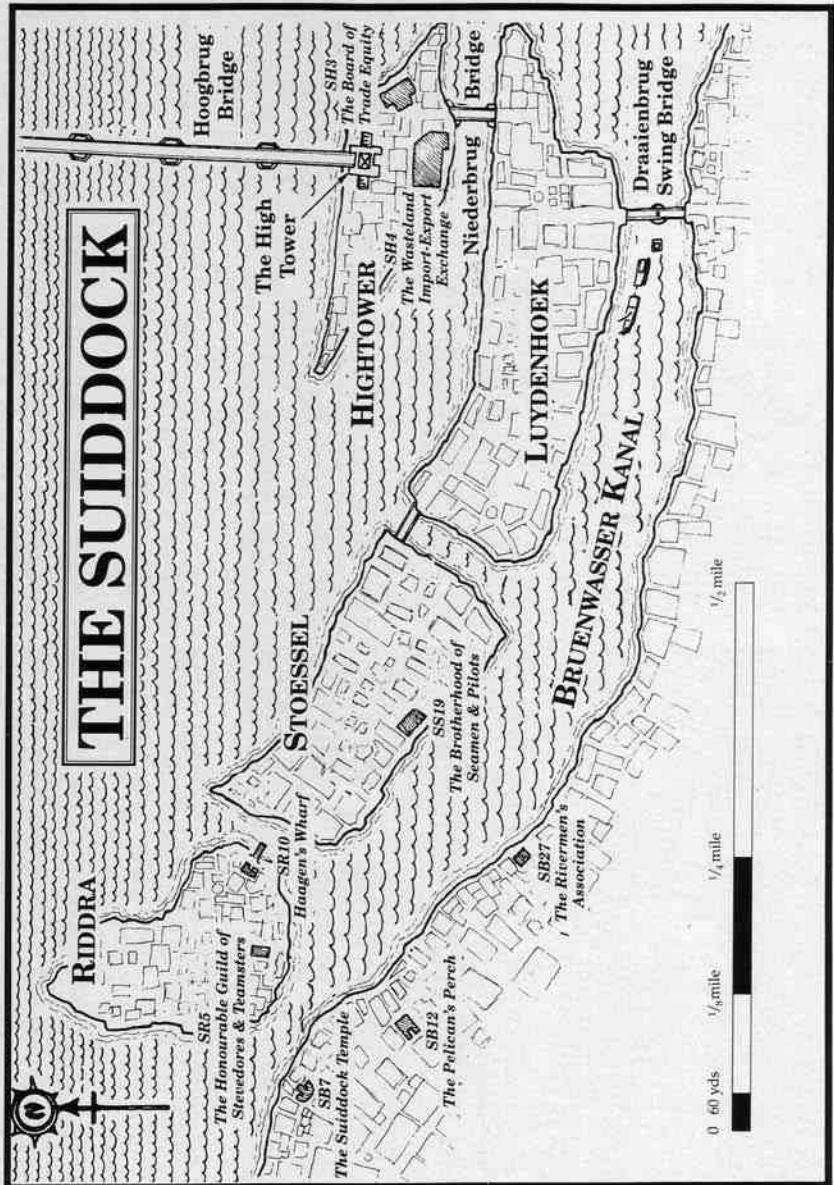 THE SUIDDOCK
N
Hoogbrug
Bridge
The High
Tower
SH3
The Board of
Trade Equity
HIGHTOWER
SH4
The Wasteland
Import-Export
Exchange
Niederbrug
Bridge
RIDDRA
SR5
The Honourable Guild of
Stevedores & Teamsters
SR10
Haagen's Wharf
STOESSEL
SS19
The Brotherhood of
Seamen & Pilots
LUYDENHOEK
Draaienbrug
Swing Bridge
BRUENWASSER KANAL
SB7
The Suiddock Temple
SB12
The Pelican's Perch
SB27
The Rivermen's
Association
0 60 yds 1/8 mile 1/4 mile 1/2 mile